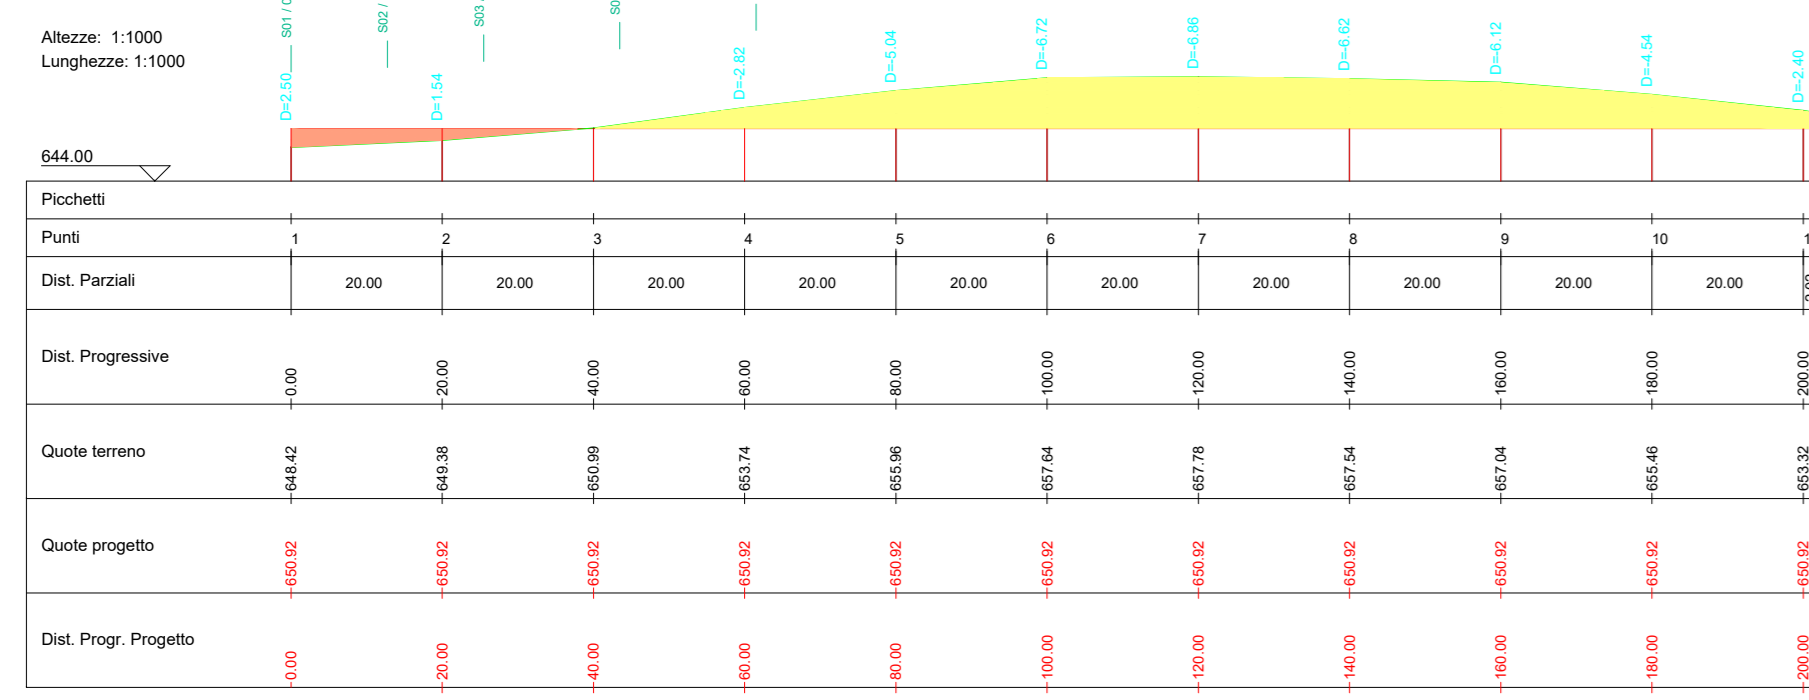 Altezze: 1:1000
Lunghezze: 1:1000
S01 / 0
S02 /
S03
D=2.50
D=1.54
D=-2.82
D=-5.04
D=-6.72
D=-6.86
D=-6.62
D=-6.12
D=-4.54
D=-2.40
644.00
Picchetti
Punti 1 2 3 4 5 6 7 8 9 10 1
Dist. Parziali 20.00 20.00 20.00 20.00 20.00 20.00 20.00 20.00 20.00 20.00
Dist. Progressive 0.00 20.00 40.00 60.00 80.00 100.00 120.00 140.00 160.00 180.00 200.00
Quote terreno 648.42 649.38 650.99 653.74 655.96 657.64 657.78 657.54 657.04 655.46 653.32
Quote progetto 650.92 650.92 650.92 650.92 650.92 650.92 650.92 650.92 650.92 650.92 650.92
Dist. Progr. Progetto 0.00 20.00 40.00 60.00 80.00 100.00 120.00 140.00 160.00 180.00 200.00